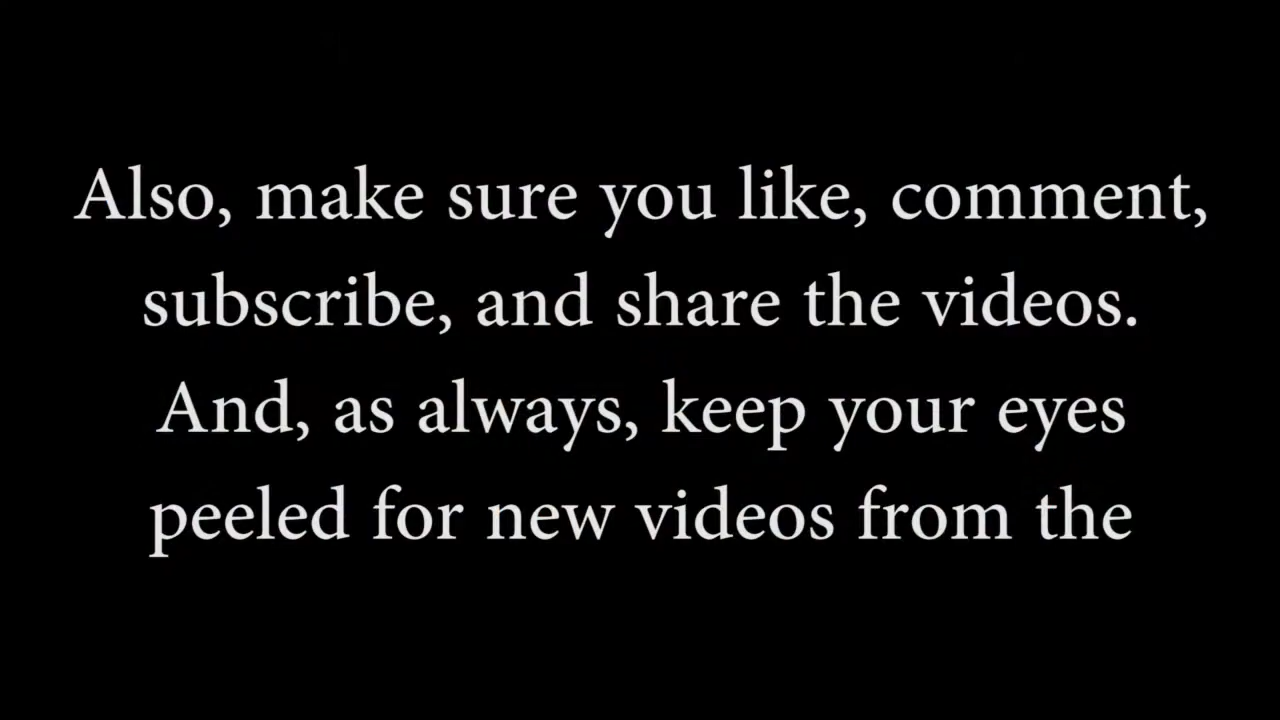 Also, make sure you like, comment,
subscribe, and share the videos.
And, as always, keep your eyes
peeled for new videos from the